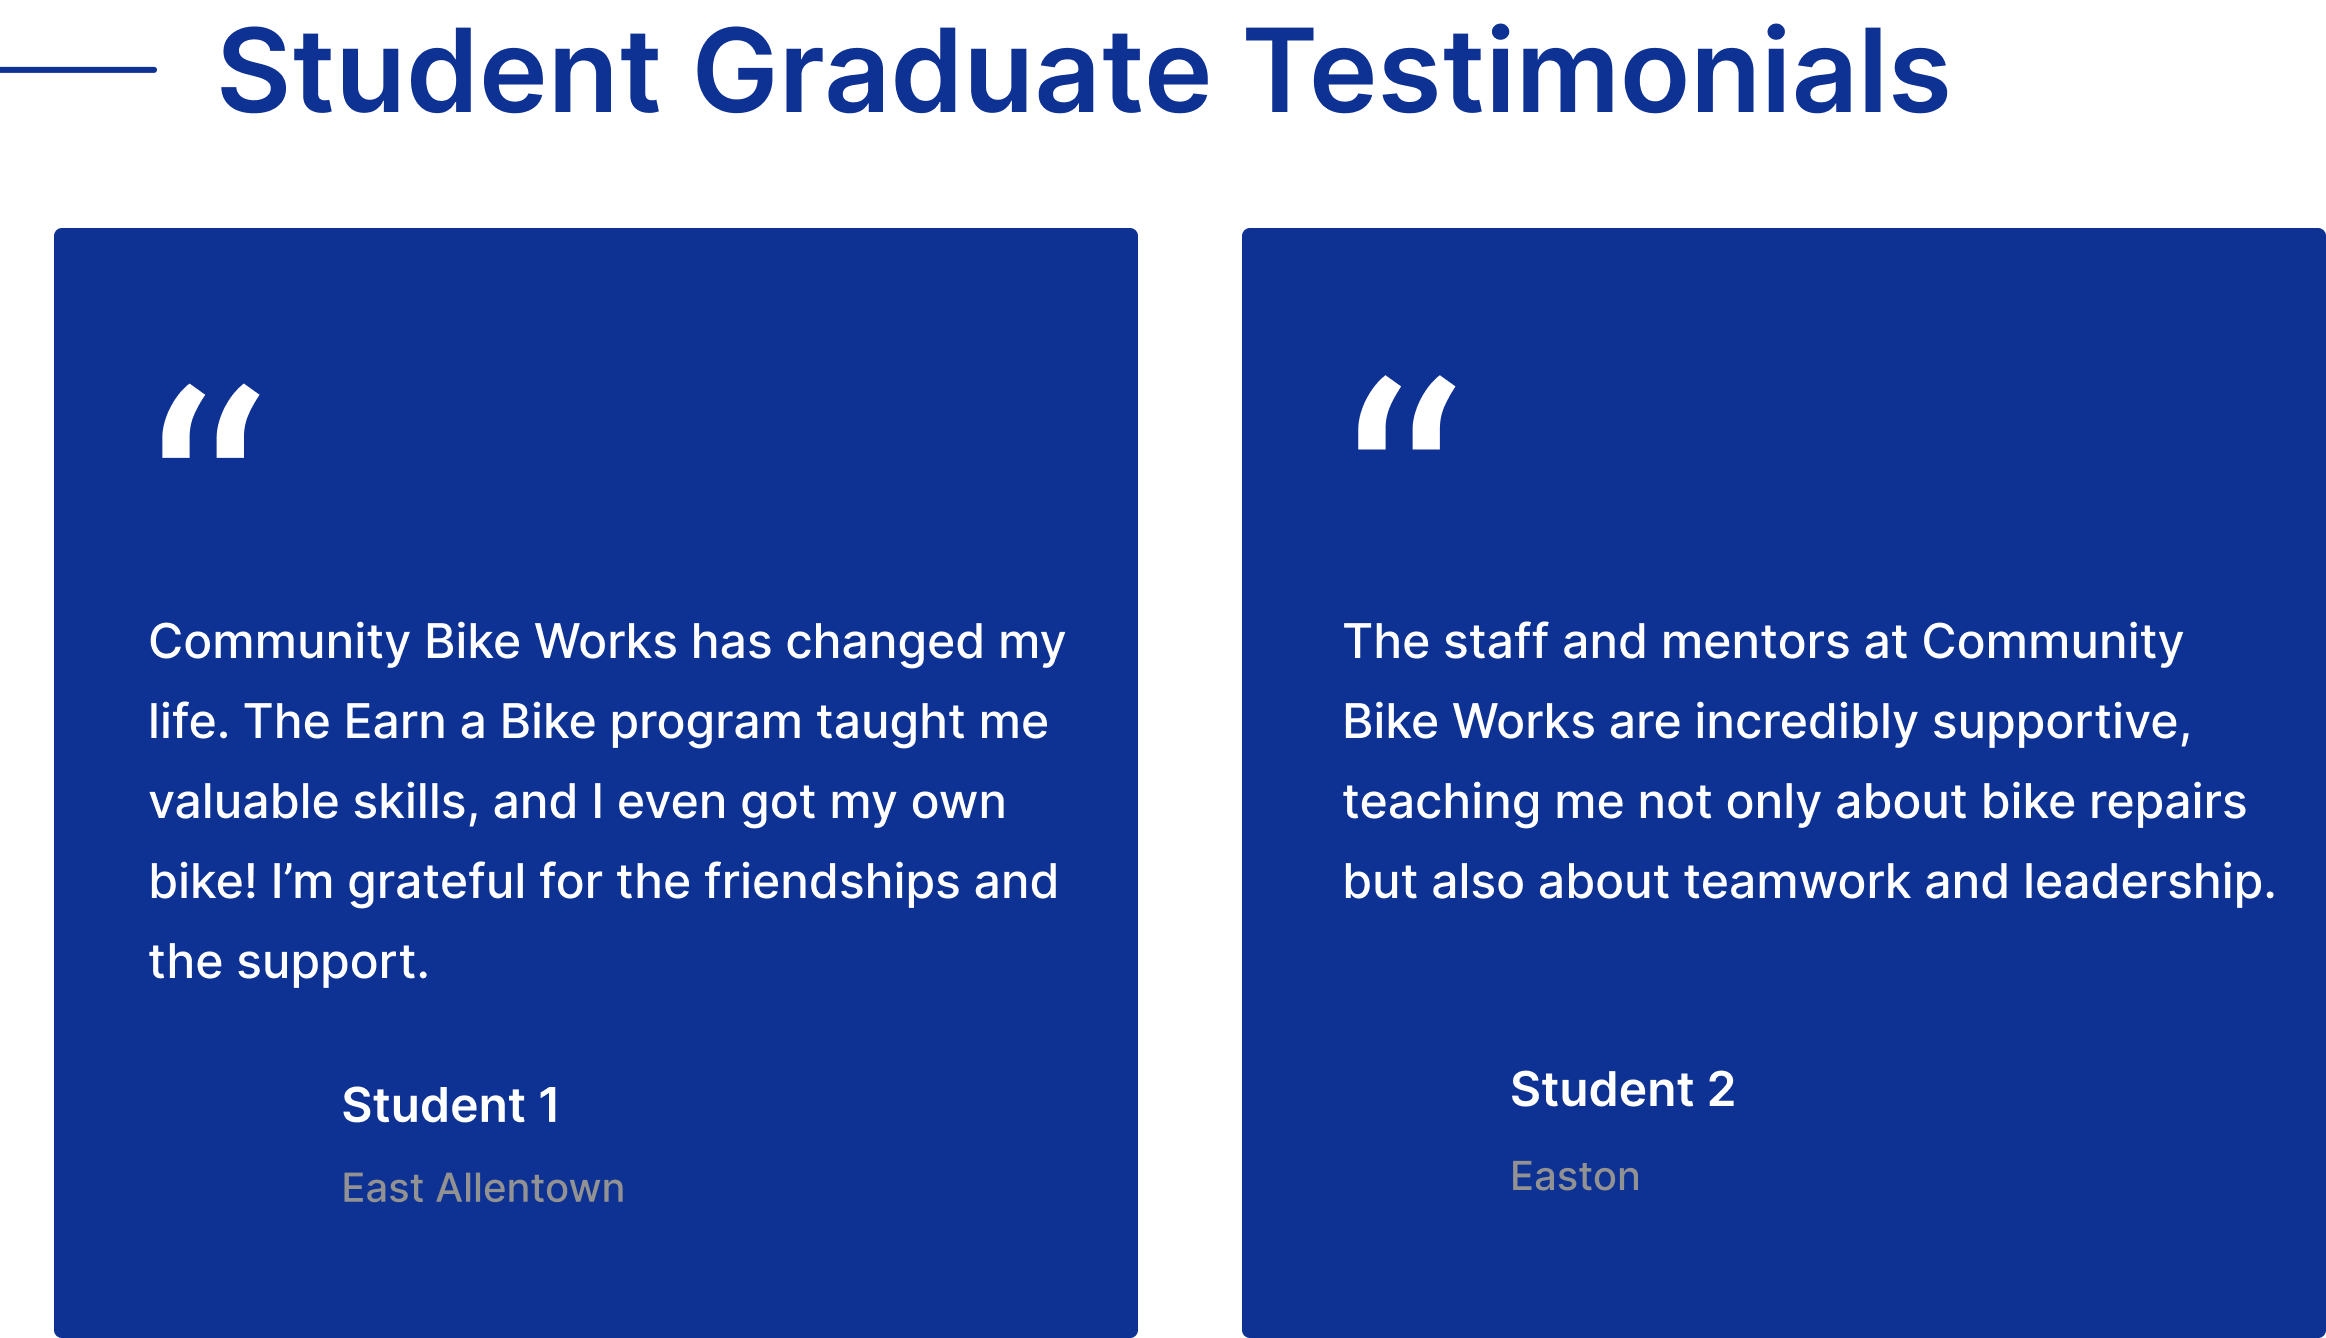 Student Graduate Testimonials
“
Community Bike Works has changed my
life. The Earn a Bike program taught me
valuable skills, and I even got my own
bike! I’m grateful for the friendships and
the support.
Student 1
East Allentown
“
The staff and mentors at Community
Bike Works are incredibly supportive,
teaching me not only about bike repairs
but also about teamwork and leadership.
Student 2
Easton